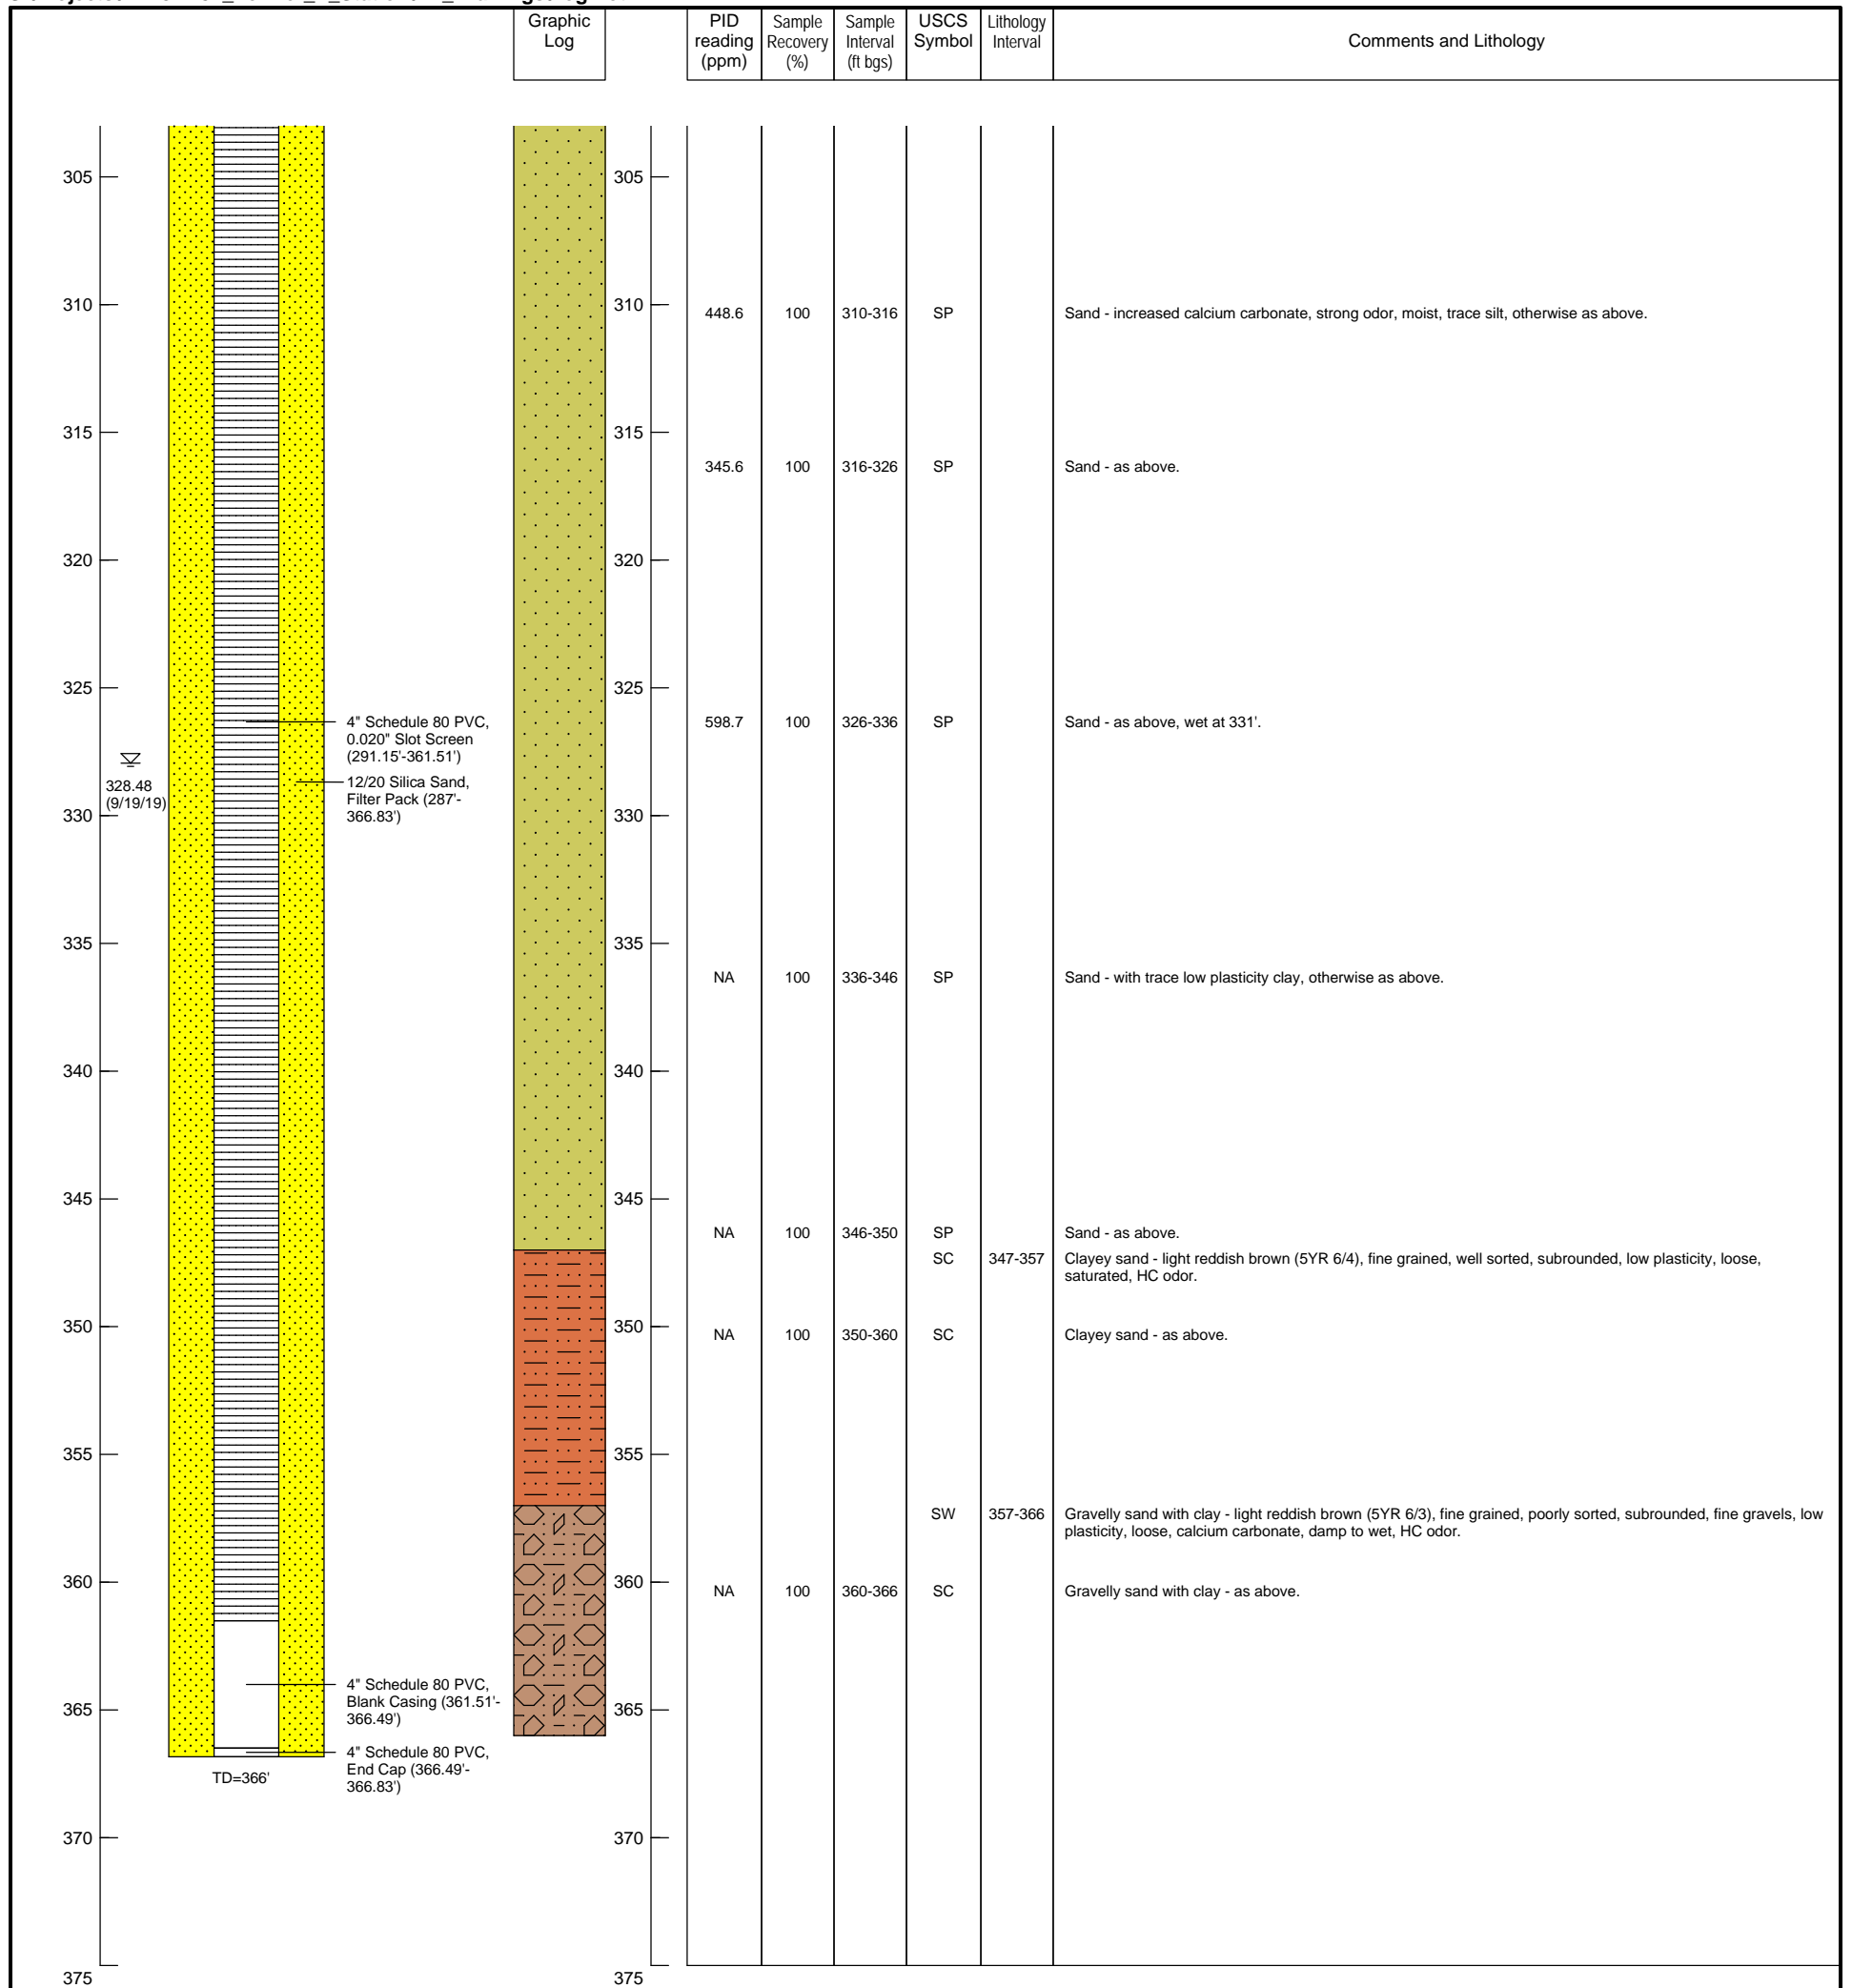 Graphic Log
PID reading (ppm)
Sample Recovery (%)
Sample Interval (ft bgs)
USCS Symbol
Lithology Interval
Comments and Lithology
305 305
310 310 448.6 100 310-316 SP Sand - increased calcium carbonate, strong odor, moist, trace silt, otherwise as above.
315 315
345.6 100 316-326 SP Sand - as above.
320 320
325 325
4" Schedule 80 PVC,
0.020" Slot Screen
(291.15'-361.51')
598.7 100 326-336 SP Sand - as above, wet at 331'.
328.48
(9/19/19)
12/20 Silica Sand,
Filter Pack (287'-
366.83')
330 330
335 335
NA 100 336-346 SP Sand - with trace low plasticity clay, otherwise as above.
340 340
345 345
NA 100 346-350 SP Sand - as above.
SC 347-357 Clayey sand - light reddish brown (5YR 6/4), fine grained, well sorted, subrounded, low plasticity, loose,
saturated, HC odor.
350 350 NA 100 350-360 SC Clayey sand - as above.
355 355
SW 357-366 Gravelly sand with clay - light reddish brown (5YR 6/3), fine grained, poorly sorted, subrounded, fine gravels, low
plasticity, loose, calcium carbonate, damp to wet, HC odor.
360 360 NA 100 360-366 SC Gravelly sand with clay - as above.
4" Schedule 80 PVC,
Blank Casing (361.51'-
366.49')
365 365
4" Schedule 80 PVC,
End Cap (366.49'-
366.83')
TD=366'
370 370
375 375